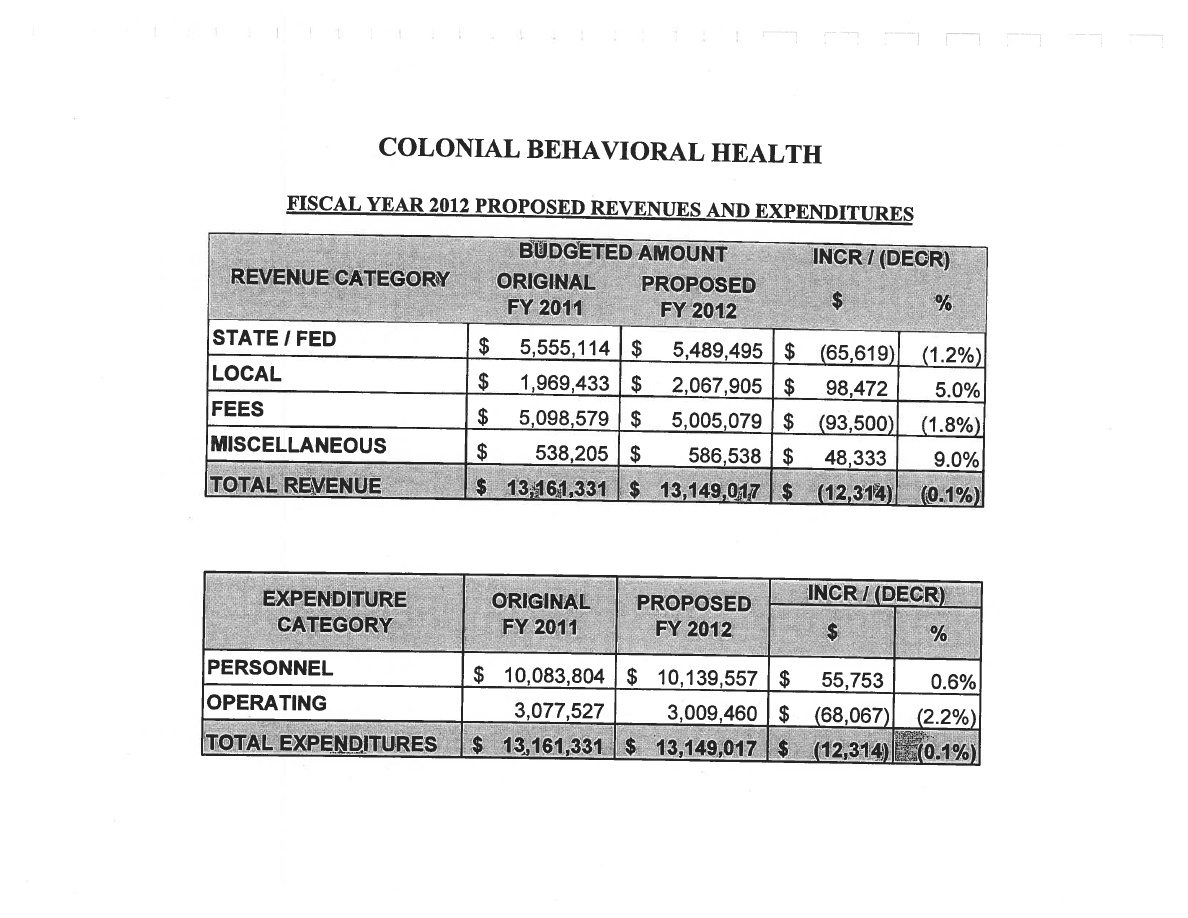 COLONIAL BEHAVIORAL HEALTH
FISCAL YEAR 2012 PROPOSED REVENUES AND EXPENDITURES
REVENUE CATEGORY BUDGETED AMOUNT INCR / (DECR)
ORIGINAL FY 2011 PROPOSED FY 2012 $ %
STATE / FED $ 5,555,114 $ 5,489,495 $ (65,619) (1.2%)
LOCAL $ 1,969,433 $ 2,067,905 $ 98,472 5.0%
FEES $ 5,098,579 $ 5,005,079 $ (93,500) (1.8%)
MISCELLANEOUS $ 538,205 $ 586,538 $ 48,333 9.0%
TOTAL REVENUE $ 13,161,331 $ 13,149,017 $ (12,314) (0.1%)
EXPENDITURE CATEGORY ORIGINAL FY 2011 PROPOSED FY 2012 INCR / (DECR)
$ %
PERSONNEL $ 10,083,804 $ 10,139,557 $ 55,753 0.6%
OPERATING 3,077,527 3,009,460 $ (68,067) (2.2%)
TOTAL EXPENDITURES $ 13,161,331 $ 13,149,017 $ (12,314) (0.1%)